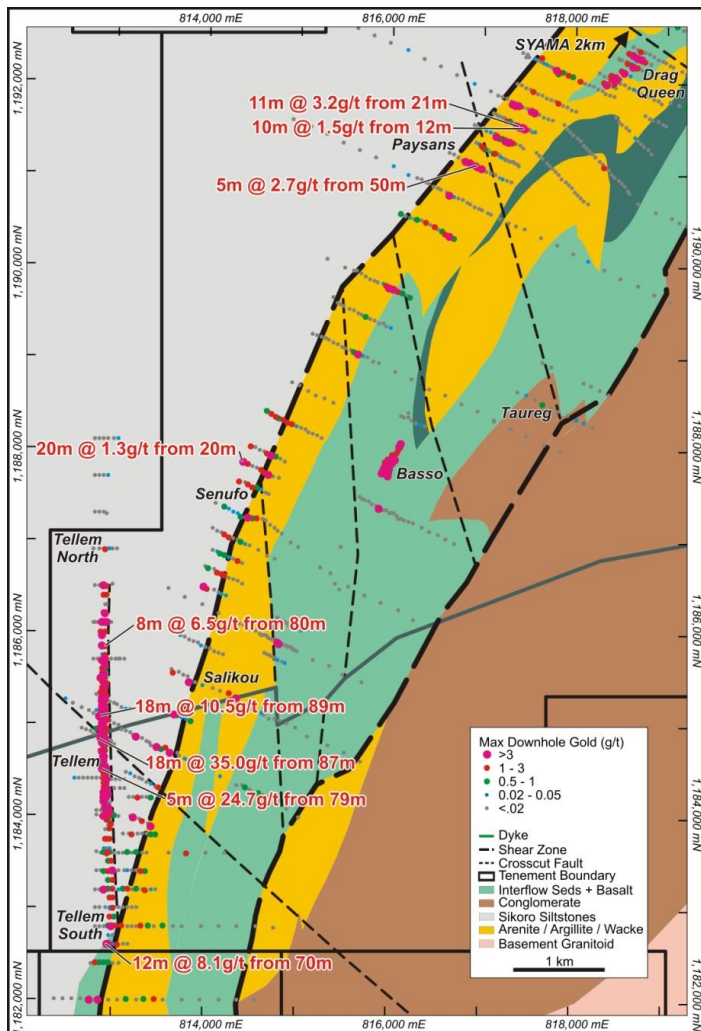 814,000 mE
816,000 mE
818,000 mE
1,192,000 mN
1,190,000 mN
1,188,000 mN
1,186,000 mN
1,184,000 mN
1,182,000 mN
SYAMA 2km
Drag
Queen
11m @ 3.2g/t from 21m
10m @ 1.5g/t from 12m
Paysans
5m @ 2.7g/t from 50m
Taureg
20m @ 1.3g/t from 20m
Basso
Senufo
Tellem
North
8m @ 6.5g/t from 80m
Salikou
18m @ 10.5g/t from 89m
18m @ 35.0g/t from 87m
Tellem
5m @ 24.7g/t from 79m
Tellem
South
12m @ 8.1g/t from 70m
Max Downhole Gold (g/t)
>3
1 - 3
0.5 - 1
0.02 - 0.05
<.02
Dyke
Shear Zone
Crosscut Fault
Tenement Boundary
Interflow Seds + Basalt
Conglomerate
Sikoro Siltstones
Arenite / Argillite / Wacke
Basement Granitoid
1 km
1,190,000 mN
1,188,000 mN
1,186,000 mN
1,184,000 mN
1,182,000 mN
814,000 mE
816,000 mE
818,000 mE